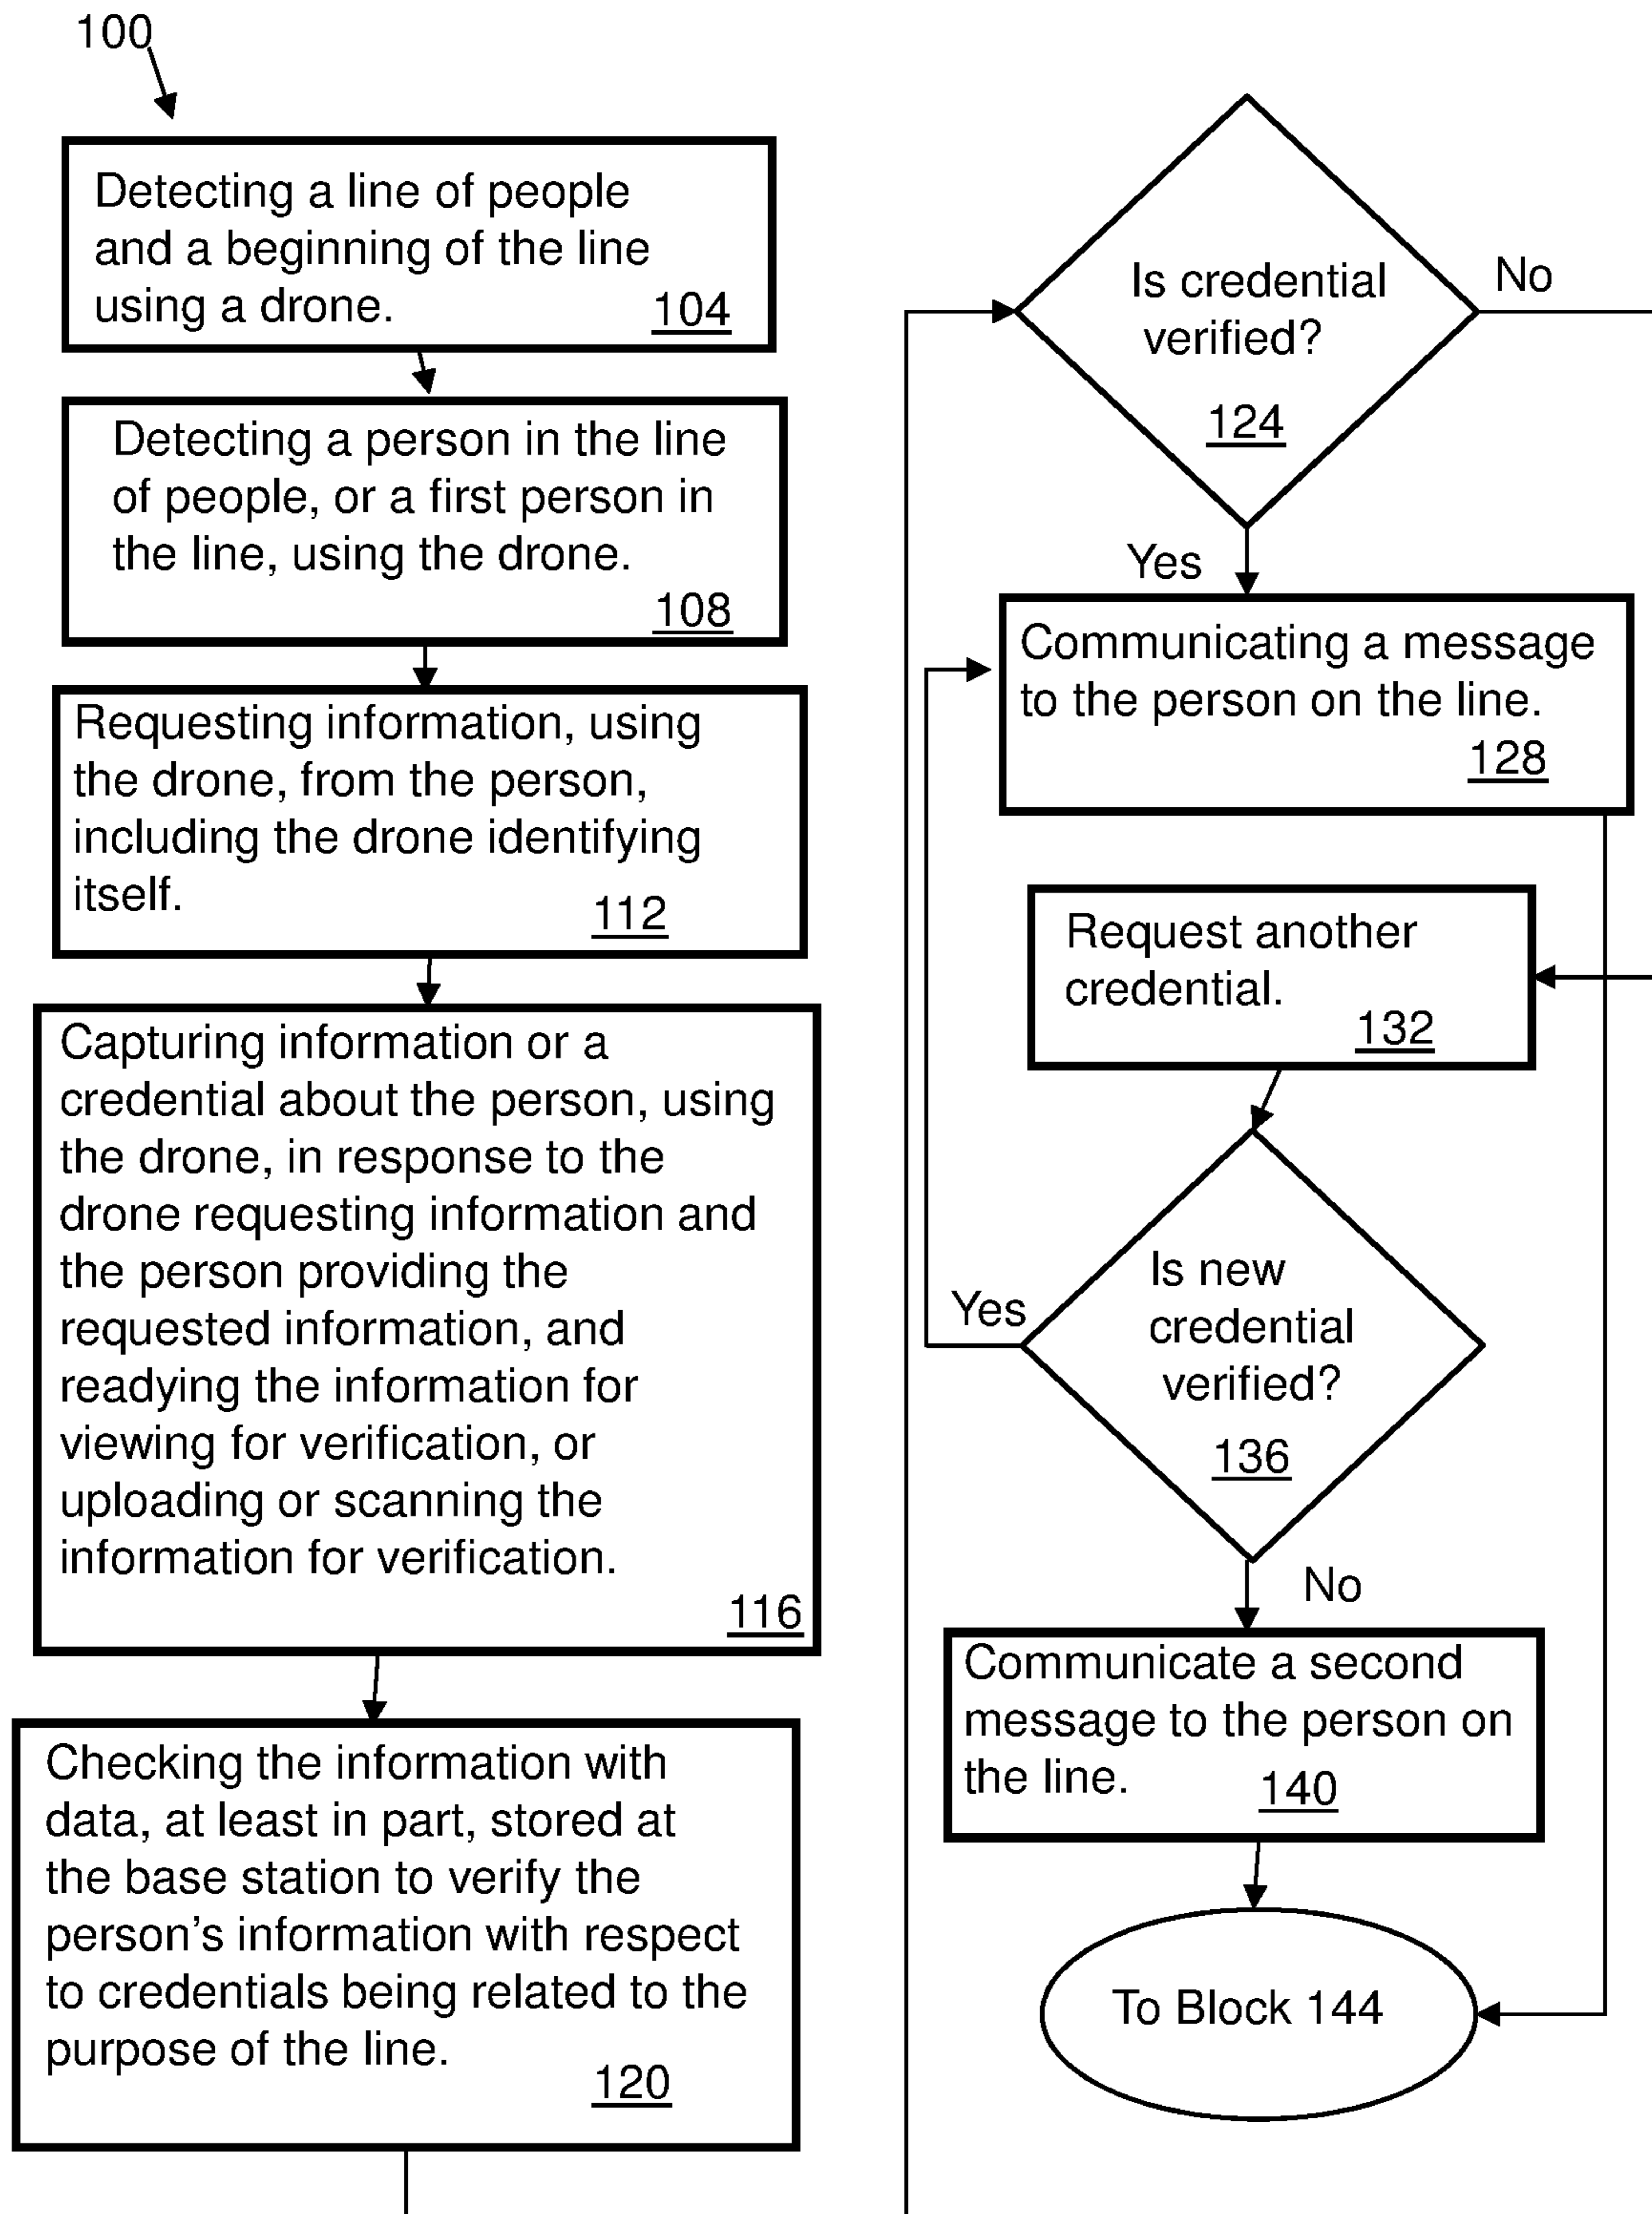 100
Detecting a line of people
and a beginning of the line
using a drone.
104
Detecting a person in the line
of people, or a first person in
the line, using the drone.
108
Requesting information, using
the drone, from the person,
including the drone identifying
itself.
112
Capturing information or a
credential about the person, using
the drone, in response to the
drone requesting information and
the person providing the
requested information, and
readying the information for
viewing for verification, or
uploading or scanning the
information for verification.
116
Checking the information with
data, at least in part, stored at
the base station to verify the
person's information with respect
to credentials being related to the
purpose of the line.
120
Is credential
verified?
124
No
Yes
Communicating a message
to the person on the line.
128
Request another
credential.
132
Is new
credential
verified?
136
Yes
No
Communicate a second
message to the person on
the line.
140
To Block 144